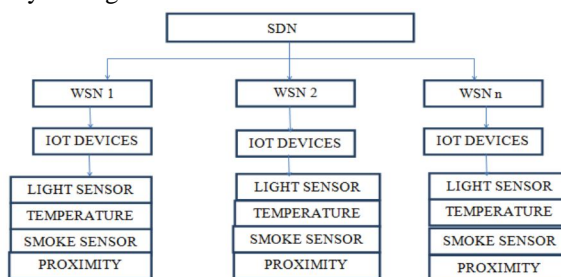 SDN
WSN 1
WSN 2
WSN n
IOT DEVICES
IOT DEVICES
IOT DEVICES
LIGHT SENSOR
TEMPERATURE
SMOKE SENSOR
PROXIMITY
LIGHT SENSOR
TEMPERATURE
SMOKE SENSOR
PROXIMITY
LIGHT SENSOR
TEMPERATURE
SMOKE SENSOR
PROXIMITY